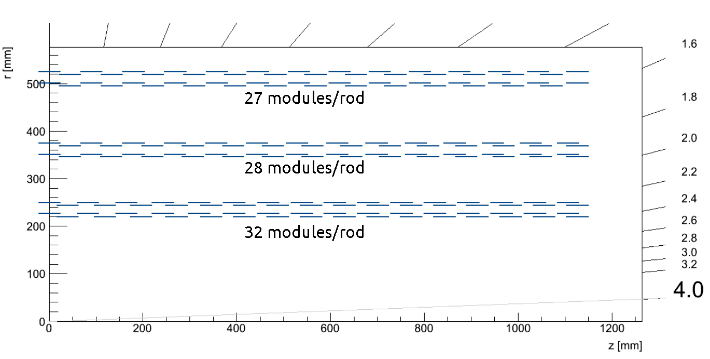 r [mm]
1.6
500
27 modules/rod
1.8
400
2.0
28 modules/rod
300
2.2
2.4
200
2.6
32 modules/rod
2.8
3.0
3.2
100
4.0
0
0 200 400 600 800 1000 1200
z [mm]